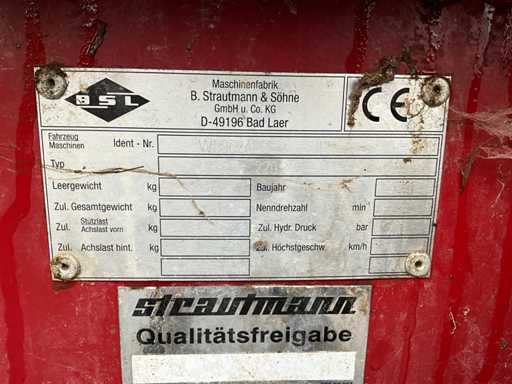 BSL
Maschinenfabrik
B. Strautmann & Söhne
GmbH u. Co. KG
D-49196 Bad Laer
CE
Fahrzeug
Maschinen Ident - Nr.
Typ
Leergewicht kg Baujahr
Zul. Gesamtgewicht kg Nenndrehzahl min
Zul. Stützlast
Achslast vorn kg Zul. Hydr. Druck bar
Zul. Achslast hint. kg Zul. Höchstgeschw. km/h
strautmann
Qualitätsfreigabe